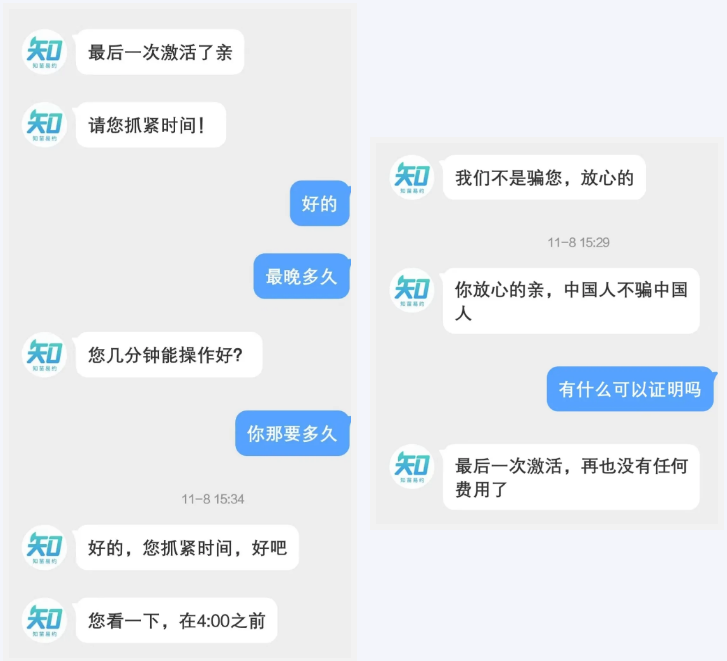 知
知鉴易约
最后一次激活了亲
知
请您抓紧时间！
好的
最晚多久
知
您几分钟能操作好？
你那要多久
11-8 15:34
知
好的，您抓紧时间，好吧
知
您看一下，在4:00之前
知
我们不是骗您，放心的
11-8 15:29
知
你放心的亲，中国人不骗中国
人
有什么可以证明吗
知
最后一次激活，再也没有任何
费用了